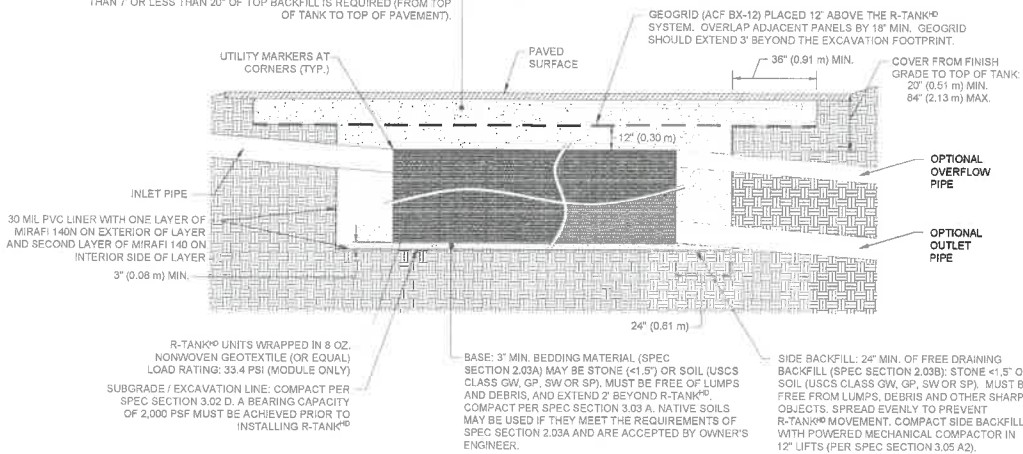 THAN 7' OR LESS THAN 20" OF TOP BACKFILL IS REQUIRED (FROM TOP
OF TANK TO TOP OF PAVEMENT).
UTILITY MARKERS AT
CORNERS (TYP.)
PAVED
SURFACE
GEOGRID (ACF BX-12) PLACED 12" ABOVE THE R-TANKHD
SYSTEM. OVERLAP ADJACENT PANELS BY 18" MIN. GEOGRID
SHOULD EXTEND 3' BEYOND THE EXCAVATION FOOTPRINT.
36" (0.91 m) MIN.
COVER FROM FINISH
GRADE TO TOP OF TANK:
20" (0.51 m) MIN.
84" (2.13 m) MAX.
12" (0.30 m)
OPTIONAL
OVERFLOW
PIPE
INLET PIPE
30 MIL PVC LINER WITH ONE LAYER OF
MIRAFI 140N ON EXTERIOR OF LAYER
AND SECOND LAYER OF MIRAFI 140 ON
INTERIOR SIDE OF LAYER
OPTIONAL
OUTLET
PIPE
3" (0.08 m) MIN.
24" (0.61 m)
R-TANKHD UNITS WRAPPED IN 8 OZ.
NONWOVEN GEOTEXTILE (OR EQUAL)
LOAD RATING: 33.4 PSI (MODULE ONLY)
SUBGRADE / EXCAVATION LINE: COMPACT PER
SPEC SECTION 3.02 D. A BEARING CAPACITY
OF 2,000 PSF MUST BE ACHIEVED PRIOR TO
INSTALLING R-TANKHD
BASE: 3" MIN. BEDDING MATERIAL (SPEC
SECTION 2.03A) MAY BE STONE (<1.5") OR SOIL (USCS
CLASS GW, GP, SW OR SP). MUST BE FREE OF LUMPS
AND DEBRIS, AND EXTEND 2' BEYOND R-TANKHD.
COMPACT PER SPEC SECTION 3.03 A. NATIVE SOILS
MAY BE USED IF THEY MEET THE REQUIREMENTS OF
SPEC SECTION 2.03A AND ARE ACCEPTED BY OWNER'S
ENGINEER.
SIDE BACKFILL: 24" MIN. OF FREE DRAINING
BACKFILL (SPEC SECTION 2.03B): STONE <1.5" O
SOIL (USCS CLASS GW, GP, SW OR SP). MUST B
FREE FROM LUMPS, DEBRIS AND OTHER SHARP
OBJECTS. SPREAD EVENLY TO PREVENT
R-TANKHD MOVEMENT. COMPACT SIDE BACKFILL
WITH POWERED MECHANICAL COMPACTOR IN
12" LIFTS (PER SPEC SECTION 3.05 A2).